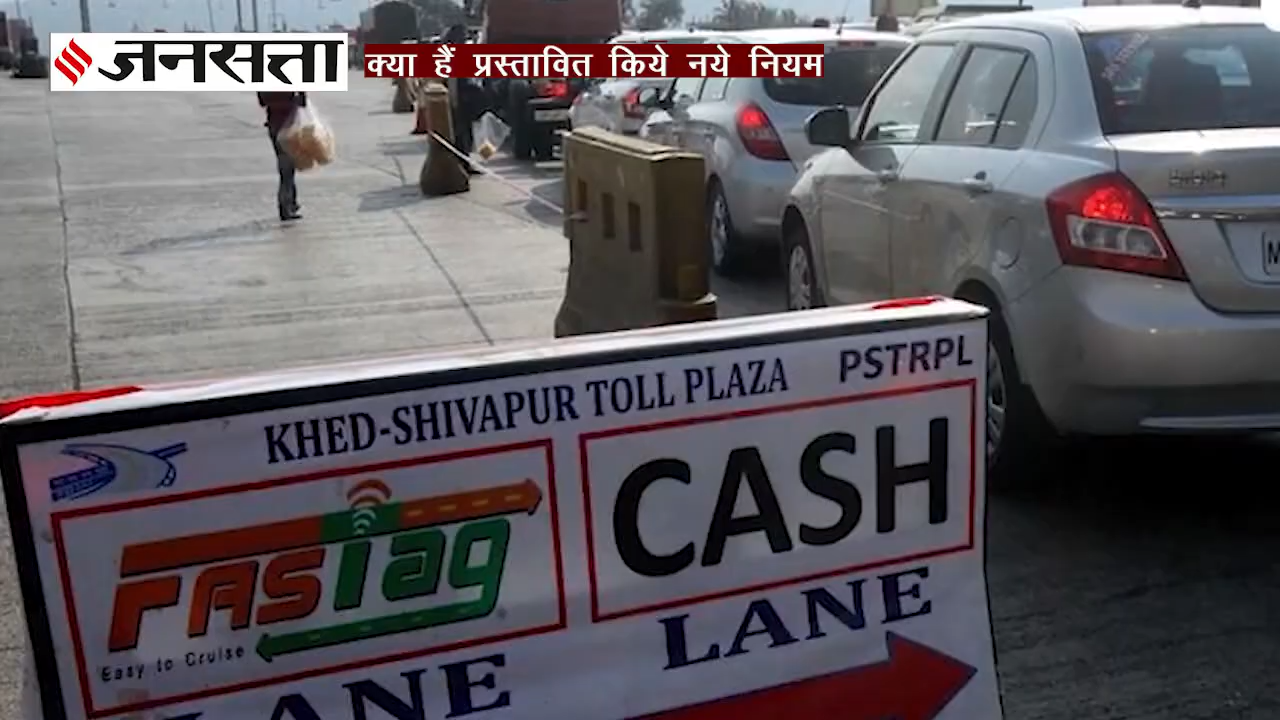 जनसत्ता
क्या हैं प्रस्तावित किये नये नियम
KHED-SHIVAPUR TOLL PLAZA PSTRPL
FASTag
Easy to Cruise
CASH
LANE
LANE